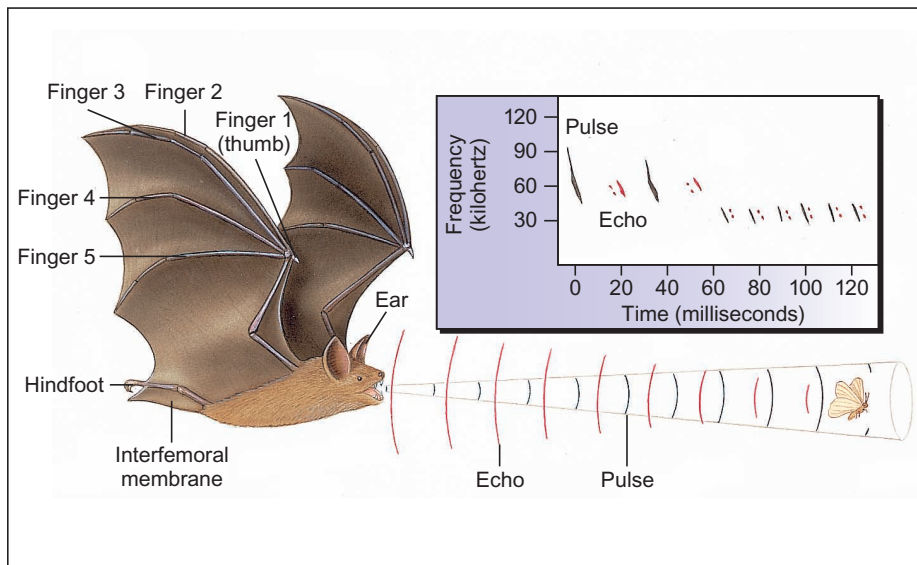 Finger 3
Finger 2
Finger 1
(thumb)
Finger 4
Finger 5
Ear
Hindfoot
Interfemoral
membrane
Echo
Pulse
Frequency
(kilohertz)
120
90
60
30
Pulse
Echo
0 20 40 60 80 100 120
Time (milliseconds)